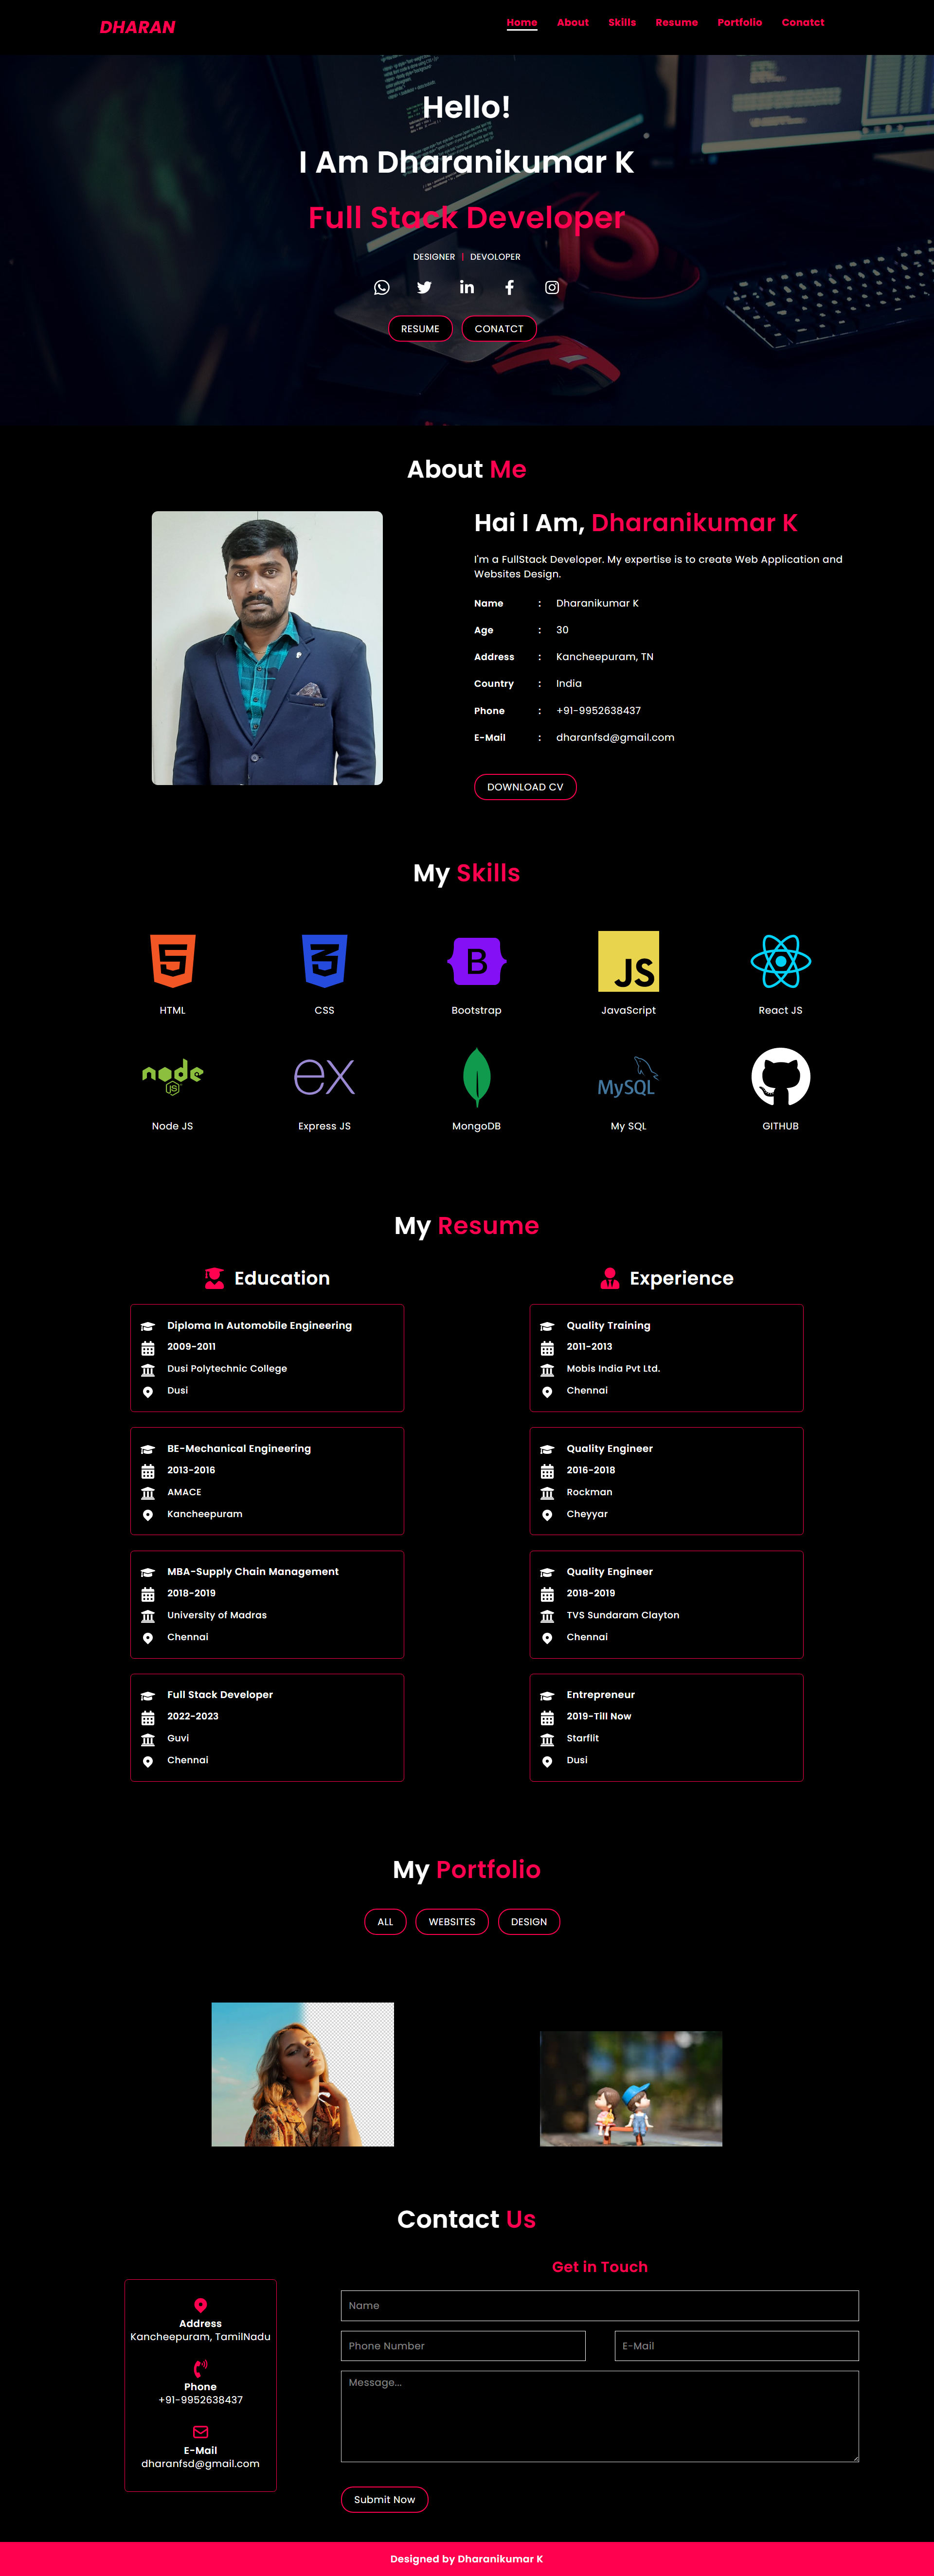 DHARAN
Home About Skills Resume Portfolio Conatct
Hello!
I Am Dharanikumar K
Full Stack Developer
DESIGNER | DEVOLOPER
RESUME CONATCT
About Me
Hai I Am, Dharanikumar K
I'm a FullStack Developer. My expertise is to create Web Application and
Websites Design.
Name : Dharanikumar K
Age : 30
Address : Kancheepuram, TN
Country : India
Phone : +91-9952638437
E-Mail : dharanfsd@gmail.com
DOWNLOAD CV
My Skills
5 3 B JS
HTML CSS Bootstrap JavaScript React JS
node JS ex MySQL
Node JS Express JS MongoDB My SQL GITHUB
My Resume
Education
Diploma In Automobile Engineering
2009-2011
Dusi Polytechnic College
Dusi
BE-Mechanical Engineering
2013-2016
AMACE
Kancheepuram
MBA-Supply Chain Management
2018-2019
University of Madras
Chennai
Full Stack Developer
2022-2023
Guvi
Chennai
Experience
Quality Training
2011-2013
Mobis India Pvt Ltd.
Chennai
Quality Engineer
2016-2018
Rockman
Cheyyar
Quality Engineer
2018-2019
TVS Sundaram Clayton
Chennai
Entrepreneur
2019-Till Now
Starflit
Dusi
My Portfolio
ALL WEBSITES DESIGN
Contact Us
Address
Kancheepuram, TamilNadu
Phone
+91-9952638437
E-Mail
dharanfsd@gmail.com
Get in Touch
Name
Phone Number E-Mail
Message...
Submit Now
Designed by Dharanikumar K